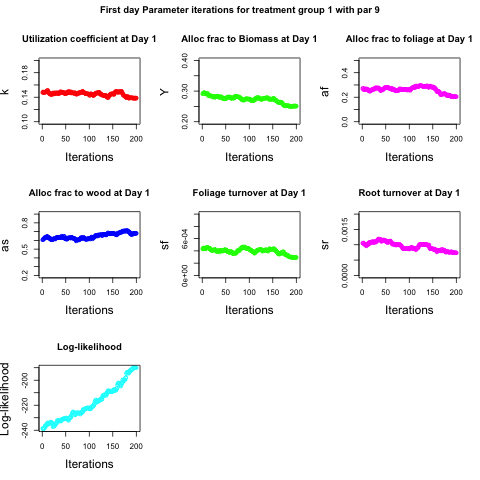 First day Parameter iterations for treatment group 1 with par 9
Utilization coefficient at Day 1
k
0.10 0.14 0.18
0 50 100 150 200
Iterations
Alloc frac to Biomass at Day 1
Y
0.20 0.30 0.40
0 50 100 150 200
Iterations
Alloc frac to foliage at Day 1
af
0.0 0.2 0.4
0 50 100 150 200
Iterations
Alloc frac to wood at Day 1
as
0.2 0.5 0.8
0 50 100 150 200
Iterations
Foliage turnover at Day 1
sf
0e+00 6e-04
0 50 100 150 200
Iterations
Root turnover at Day 1
sr
0.0000 0.0015
0 50 100 150 200
Iterations
Log-likelihood
Log-likelihood
-240 -220 -200
0 50 100 150 200
Iterations